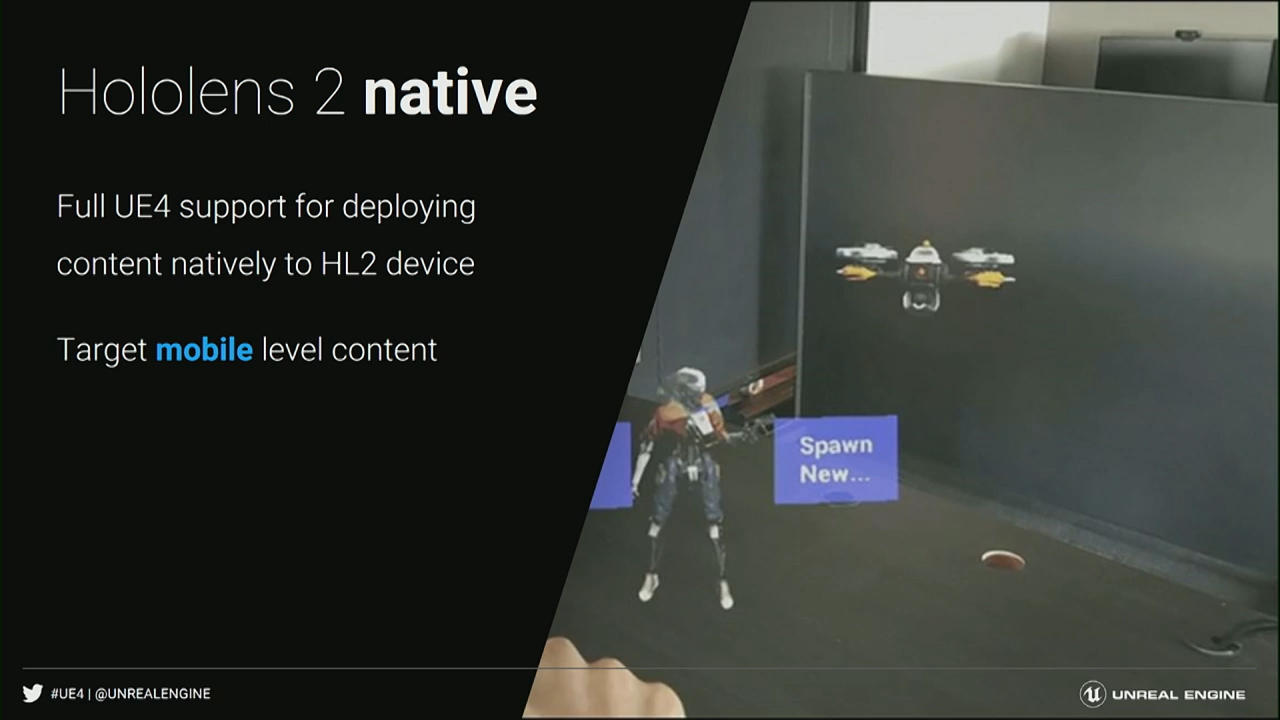 Hololens 2 native
Full UE4 support for deploying
content natively to HL2 device
Target mobile level content
Spawn
New...
#UE4 | @UNREALENGINE
UNREAL ENGINE